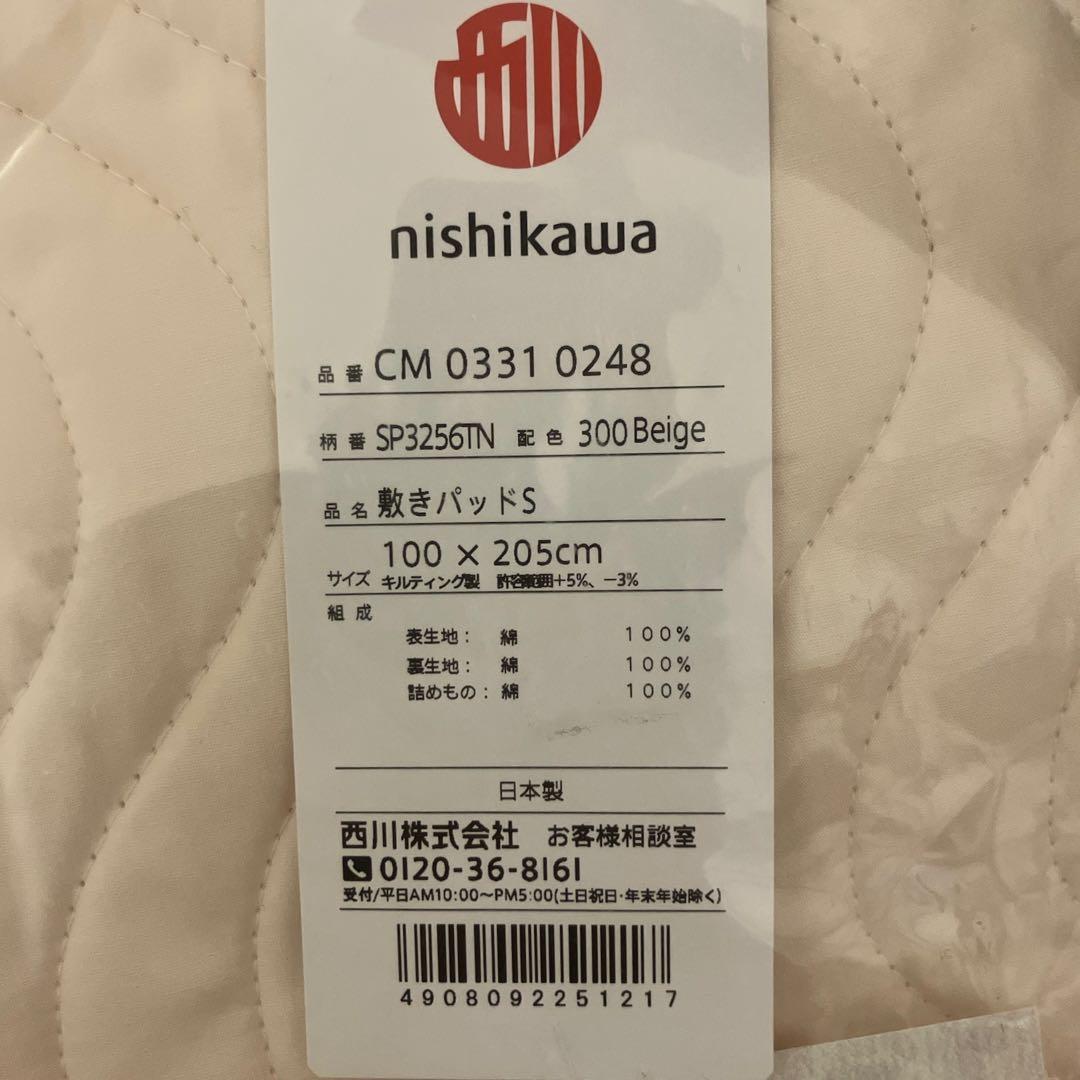 西川
nishikawa
品番 CM 0331 0248
柄番 SP3256TN 配色 300 Beige
品名 敷きパッドS
100 × 205cm
サイズ キルティング製 許容範囲+5%、-3%
組成
表生地： 綿 100%
裏生地： 綿 100%
詰めもの： 綿 100%
日本製
西川株式会社 お客様相談室
0120-36-8161
受付/平日AM10:00～PM5:00(土日祝日・年末年始除く)
4908092251217